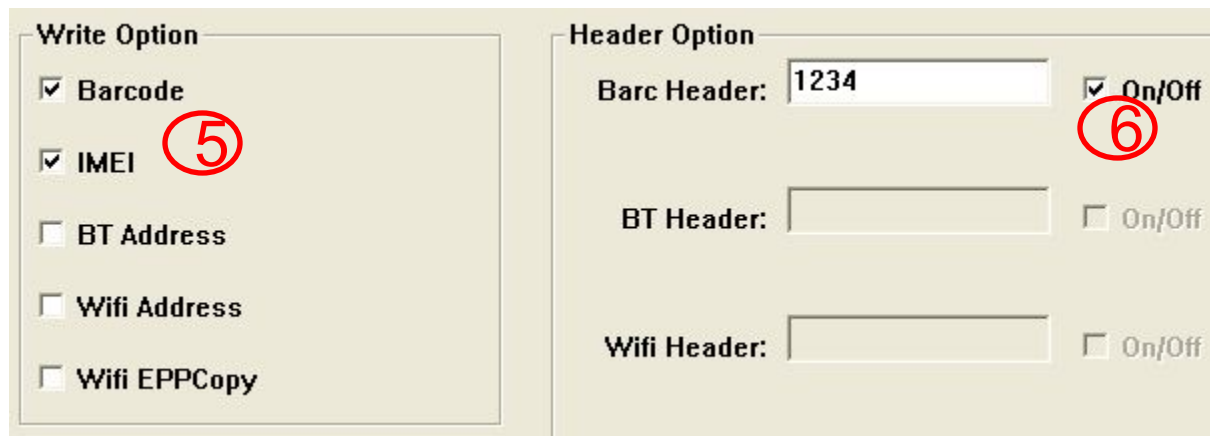 Write Option
Barcode
5
IMEI
BT Address
Wifi Address
Wifi EPPCopy
Header Option
Barc Header: 1234 On/Off
6
BT Header: On/Off
Wifi Header: On/Off